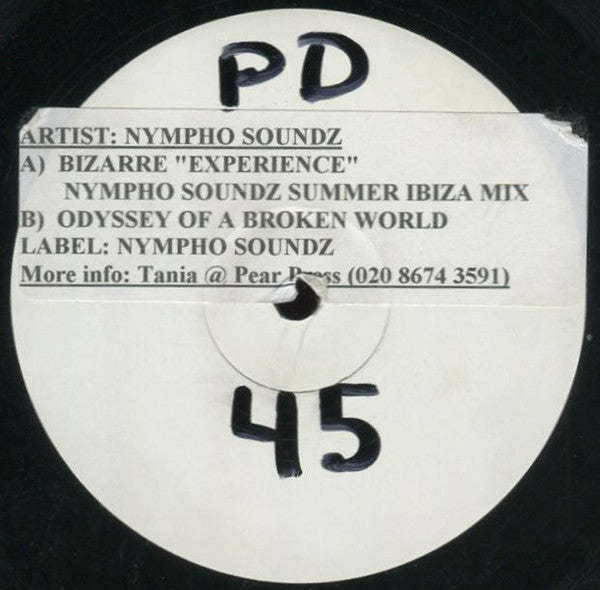 PD
ARTIST: NYMPHO SOUNDZ
A) BIZARRE "EXPERIENCE"
NYMPHO SOUNDZ SUMMER IBIZA MIX
B) ODYSSEY OF A BROKEN WORLD
LABEL: NYMPHO SOUNDZ
More info: Tania @ Pear Press (020 8674 3591)
45